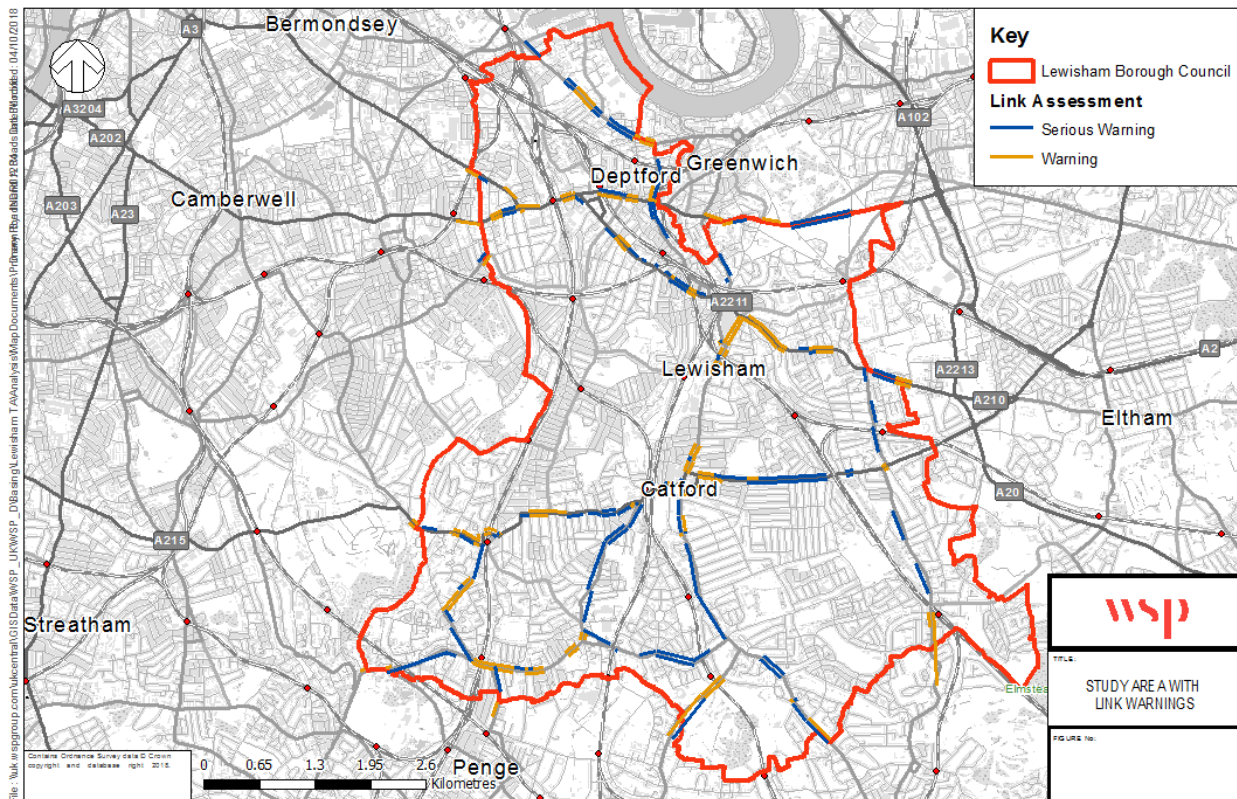 Bermondsey
A3
A3204
A202
A102
Greenwich
Deptford
Camberwell
A203
A23
A2211
A2
Lewisham
A2213
A210
Eltham
Catford
A20
A215
Streatham
Penge
Key
Lewisham Borough Council
Link Assessment
Serious Warning
Warning
wsp
TITLE:
STUDY AREA WITH
LINK WARNINGS
FIGURE No:
Contains Ordnance Survey data © Crown
copyright and database right 2018.
0 0.65 1.3 1.95 2.6
Kilometres